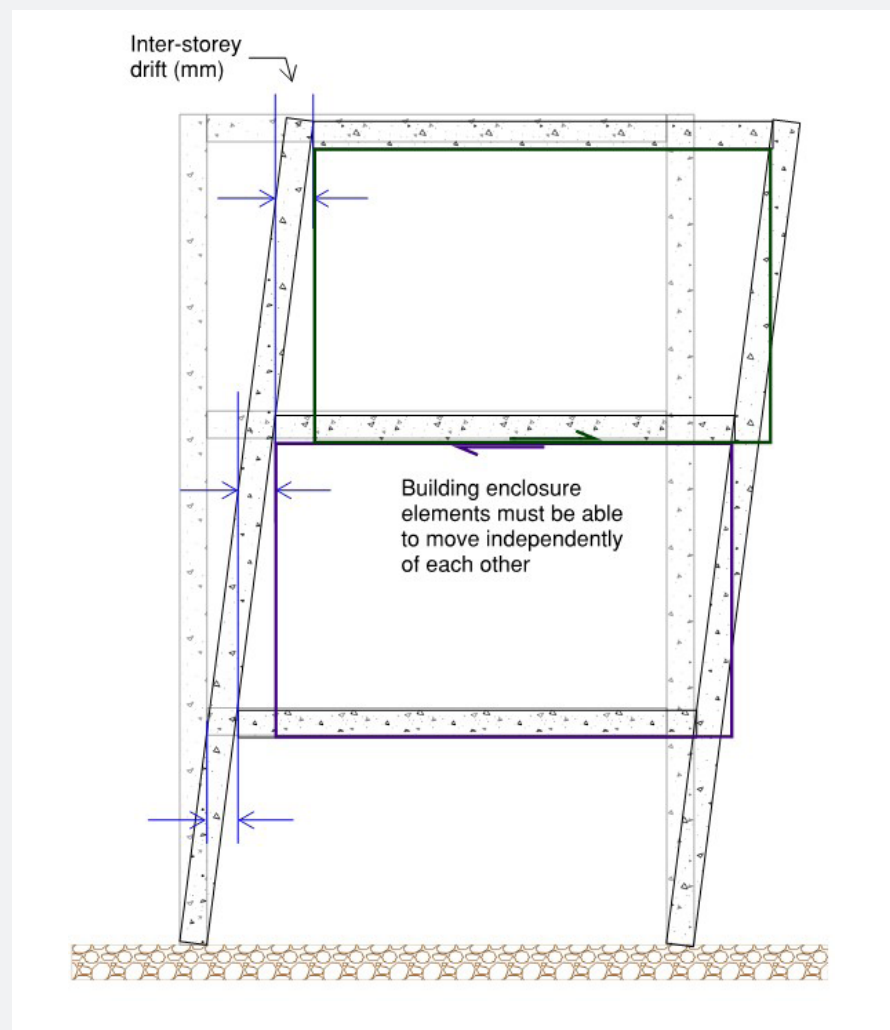 Inter-storey
drift (mm)
Building enclosure
elements must be able
to move independently
of each other